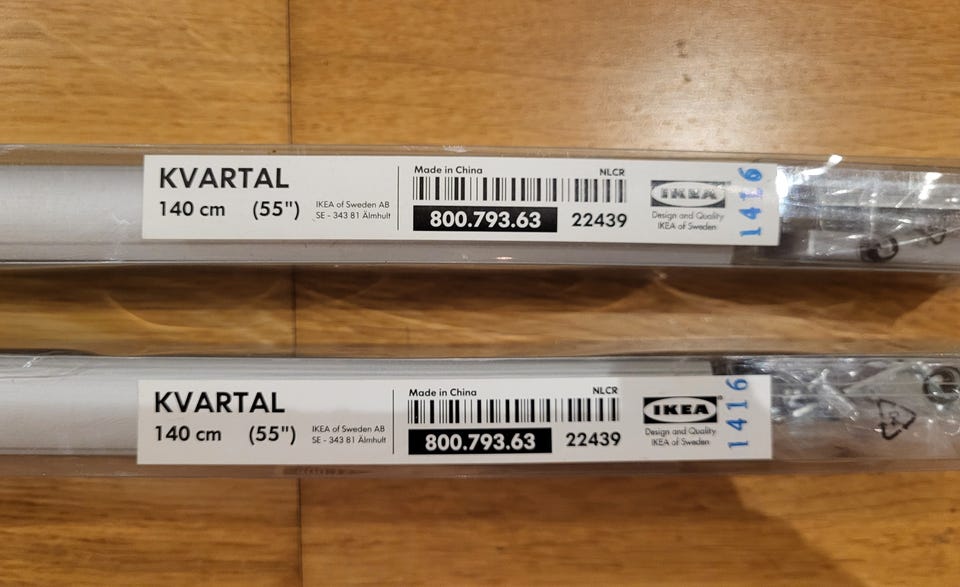 KVARTAL
140 cm (55")
IKEA of Sweden AB
SE - 343 81 Älmhult
Made in China NLCR
800.793.63 22439
IKEA
Design and Quality
IKEA of Sweden
1416
KVARTAL
140 cm (55")
IKEA of Sweden AB
SE - 343 81 Älmhult
Made in China NLCR
800.793.63 22439
IKEA®
Design and Quality
IKEA of Sweden
1416